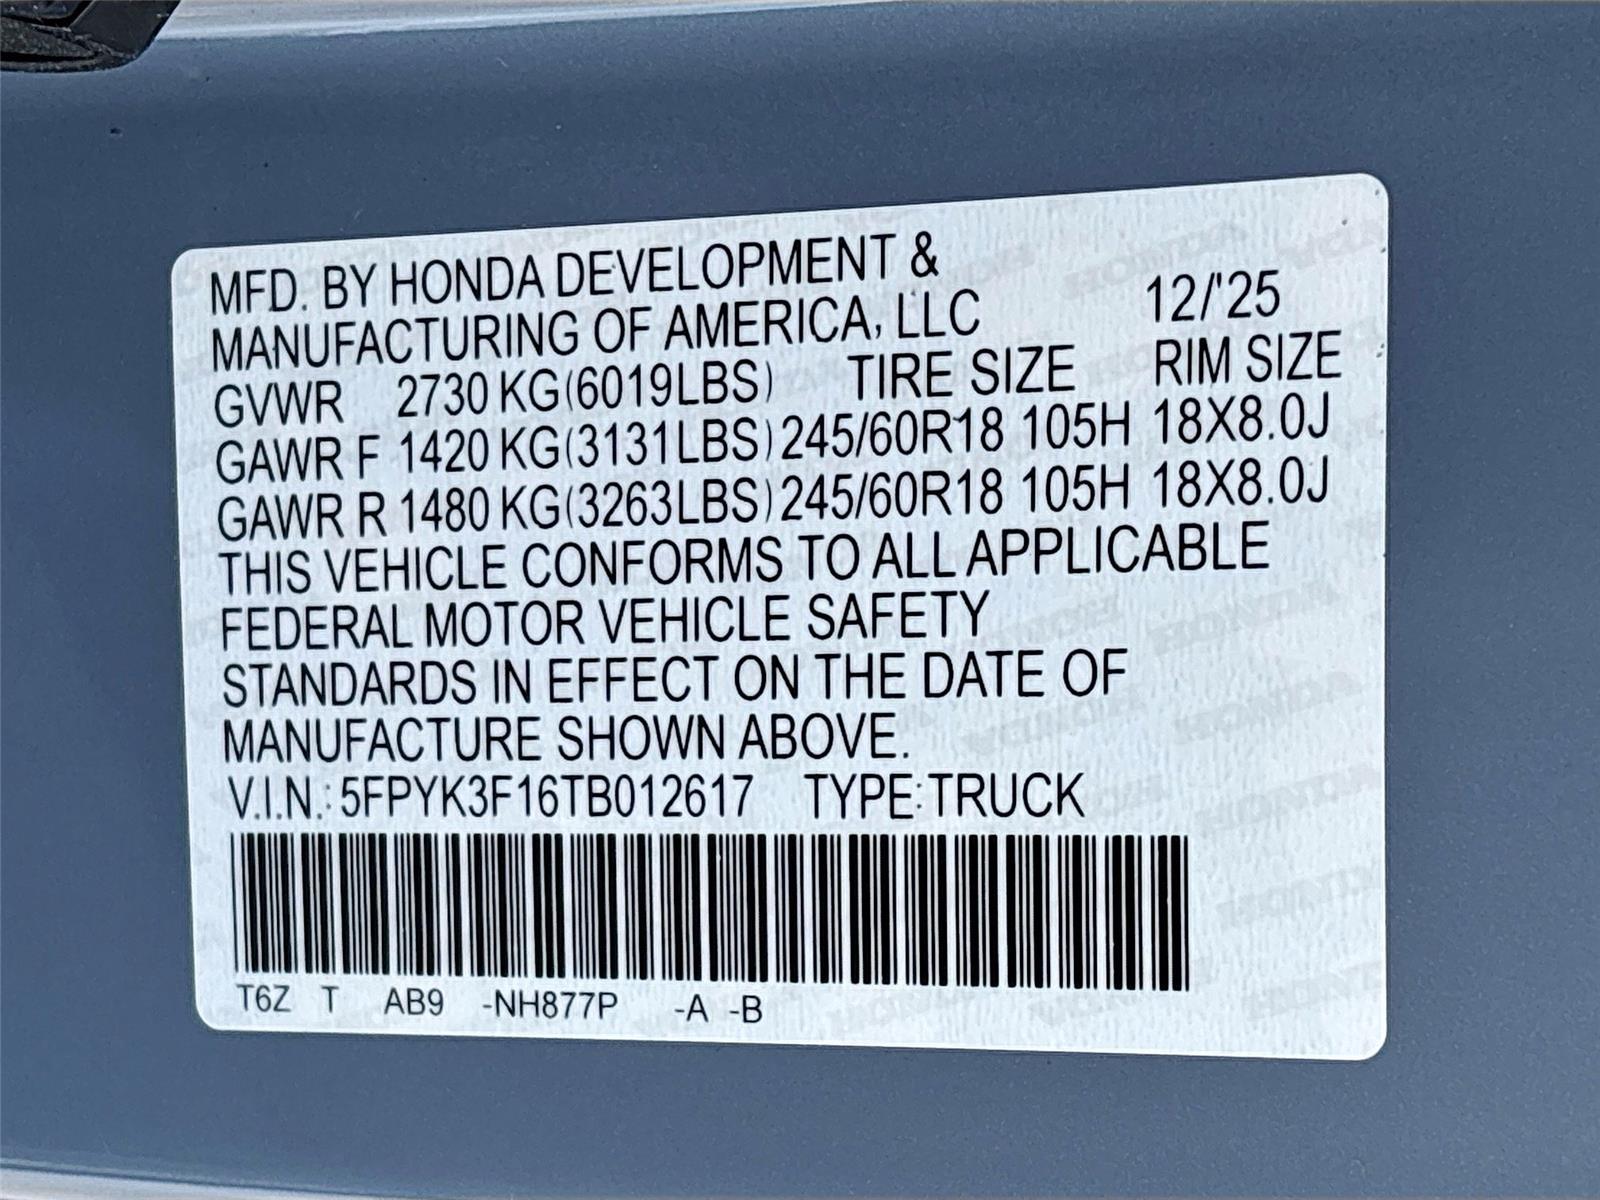 MFD. BY HONDA DEVELOPMENT &
MANUFACTURING OF AMERICA, LLC 12/'25
GVWR 2730 KG(6019LBS) TIRE SIZE RIM SIZE
GAWR F 1420 KG(3131LBS) 245/60R18 105H 18X8.0J
GAWR R 1480 KG(3263LBS) 245/60R18 105H 18X8.0J
THIS VEHICLE CONFORMS TO ALL APPLICABLE
FEDERAL MOTOR VEHICLE SAFETY
STANDARDS IN EFFECT ON THE DATE OF
MANUFACTURE SHOWN ABOVE.
V.I.N.: 5FPYK3F16TB012617 TYPE:TRUCK
T6Z T AB9 -NH877P -A -B